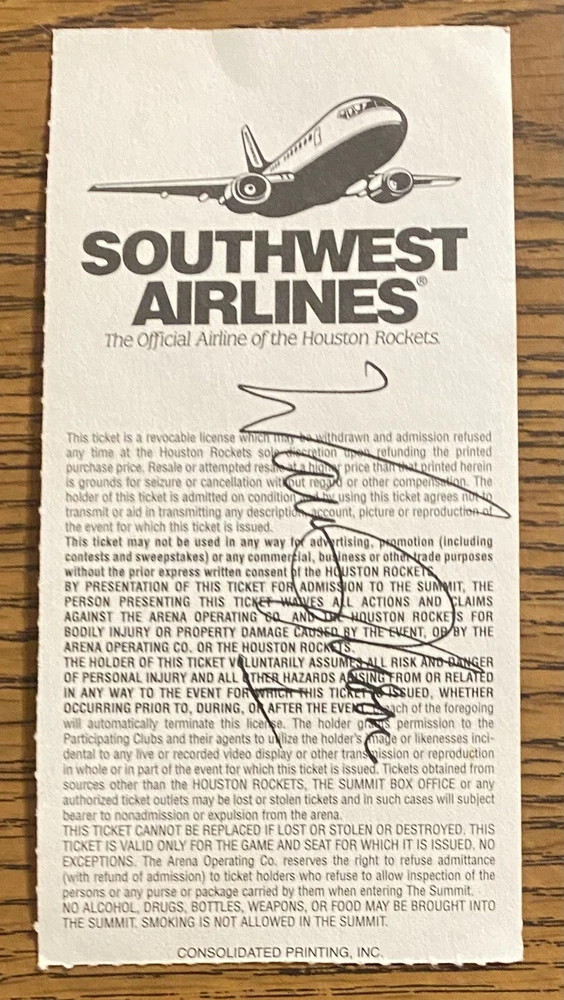 SOUTHWEST
AIRLINES®
The Official Airline of the Houston Rockets.
This ticket is a revocable license which may be withdrawn and admission refused
any time at the Houston Rockets sole discretion upon refunding the printed
purchase price. Resale or attempted resale at a higher price than that printed herein
is grounds for seizure or cancellation without regard or other compensation. The
holder of this ticket is admitted on condition, and by using this ticket agrees not to
transmit or aid in transmitting any description, account, picture or reproduction of
the event for which this ticket is issued.
This ticket may not be used in any way for advertising, promotion (including
contests and sweepstakes) or any commercial, business or other trade purposes
without the prior express written consent of the HOUSTON ROCKETS.
BY PRESENTATION OF THIS TICKET FOR ADMISSION TO THE SUMMIT, THE
PERSON PRESENTING THIS TICKET WAIVES ALL ACTIONS AND CLAIMS
AGAINST THE ARENA OPERATING CO. AND THE HOUSTON ROCKETS FOR
BODILY INJURY OR PROPERTY DAMAGE CAUSED BY THE EVENT, OR BY THE
ARENA OPERATING CO. OR THE HOUSTON ROCKETS.
THE HOLDER OF THIS TICKET VOLUNTARILY ASSUMES ALL RISK AND DANGER
OF PERSONAL INJURY AND ALL OTHER HAZARDS ARISING FROM OR RELATED
IN ANY WAY TO THE EVENT FOR WHICH THIS TICKET IS ISSUED, WHETHER
OCCURRING PRIOR TO, DURING, OR AFTER THE EVENT. Breach of the foregoing
will automatically terminate this license. The holder grants permission to the
Participating Clubs and their agents to utilize the holder's image or likenesses inci-
dental to any live or recorded video display or other transmission or reproduction
in whole or in part of the event for which this ticket is issued. Tickets obtained from
sources other than the HOUSTON ROCKETS, THE SUMMIT BOX OFFICE or any
authorized ticket outlets may be lost or stolen tickets and in such cases will subject
bearer to nonadmission or expulsion from the arena.
THIS TICKET CANNOT BE REPLACED IF LOST OR STOLEN OR DESTROYED. THIS
TICKET IS VALID ONLY FOR THE GAME AND SEAT FOR WHICH IT IS ISSUED. NO
EXCEPTIONS. The Arena Operating Co. reserves the right to refuse admittance
(with refund of admission) to ticket holders who refuse to allow inspection of the
persons or any purse or package carried by them when entering The Summit.
NO ALCOHOL, DRUGS, BOTTLES, WEAPONS, OR FOOD MAY BE BROUGHT INTO
THE SUMMIT. SMOKING IS NOT ALLOWED IN THE SUMMIT.
CONSOLIDATED PRINTING, INC.